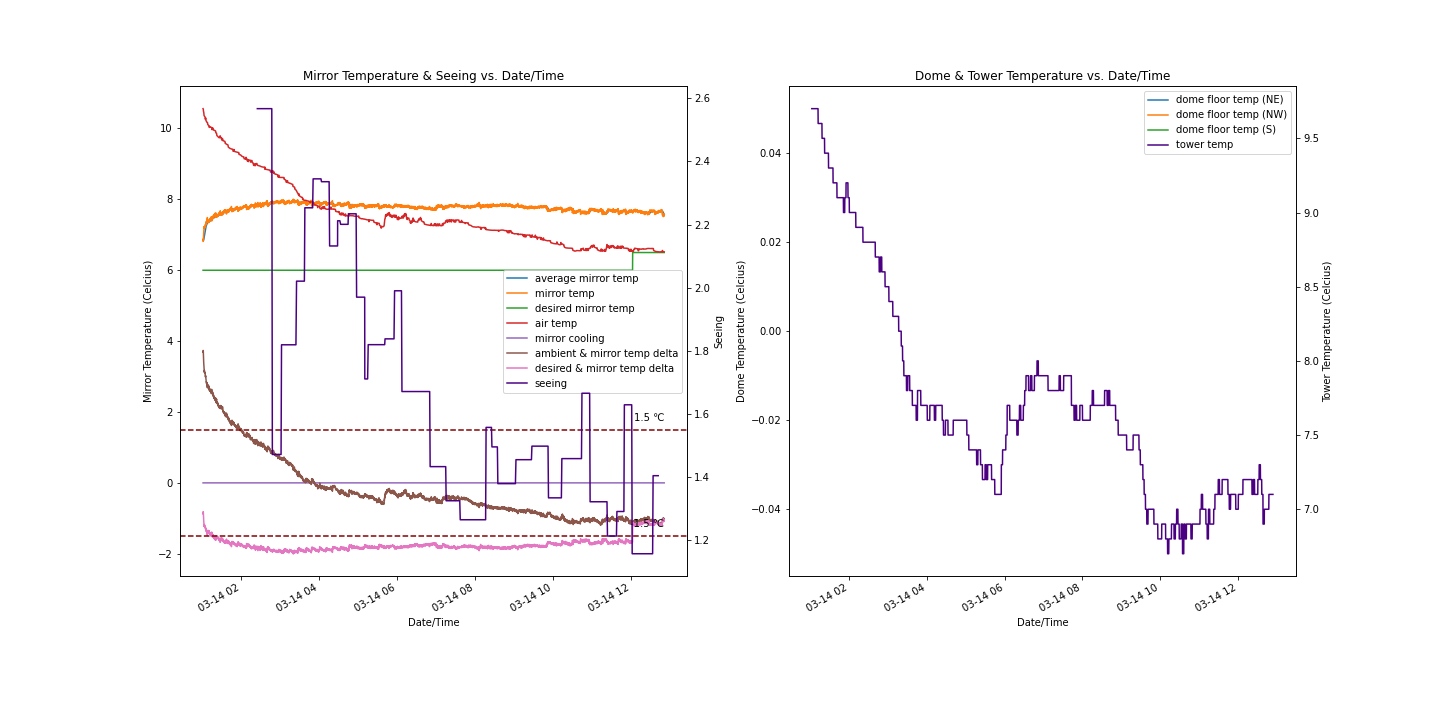 Mirror Temperature & Seeing vs. Date/Time
Mirror Temperature (Celcius)
10
8
6
4
2
0
−2
2.6
2.4
2.2
2.0
1.8
1.6
1.4
1.2
Seeing
average mirror temp
mirror temp
desired mirror temp
air temp
mirror cooling
ambient & mirror temp delta
desired & mirror temp delta
seeing
1.5 ℃
-1.5 ℃
03-14 02
03-14 04
03-14 06
03-14 08
03-14 10
03-14 12
Date/Time
Dome & Tower Temperature vs. Date/Time
Dome Temperature (Celcius)
0.04
0.02
0.00
−0.02
−0.04
dome floor temp (NE)
dome floor temp (NW)
dome floor temp (S)
tower temp
9.5
9.0
8.5
8.0
7.5
7.0
Tower Temperature (Celcius)
03-14 02
03-14 04
03-14 06
03-14 08
03-14 10
03-14 12
Date/Time